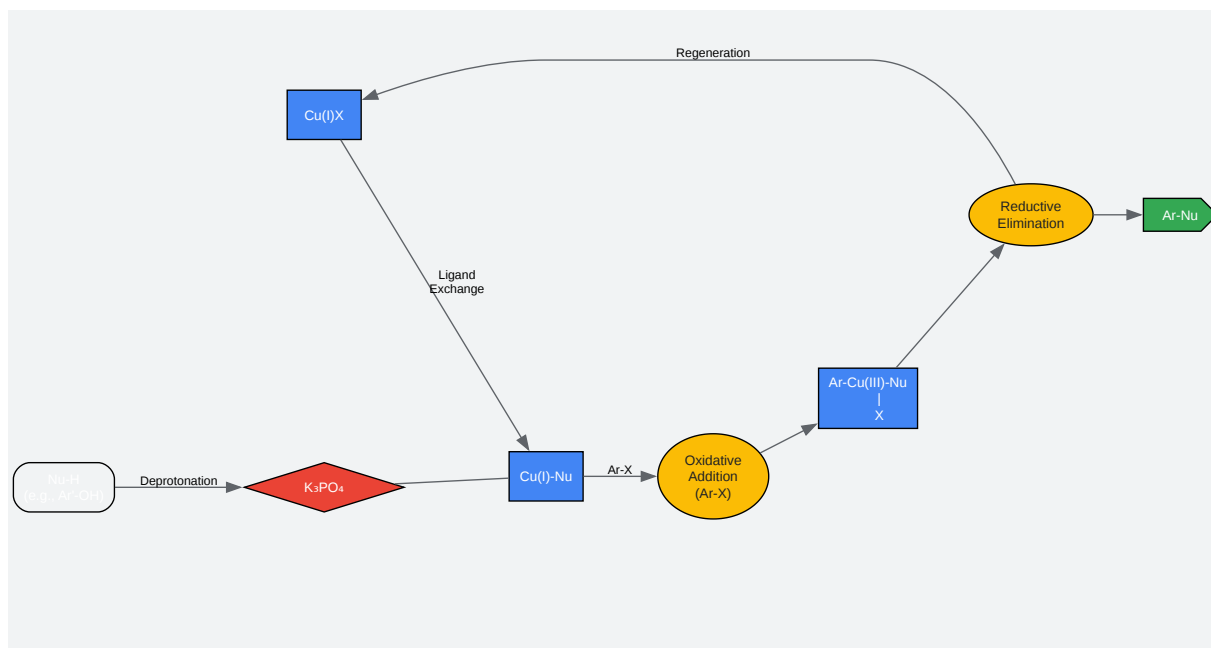 Regeneration
Cu(I)X
Reductive
Elimination
Ar-Nu
Ligand
Exchange
Ar-Cu(III)-Nu
|
X
Nu-H
(e.g., Ar'-OH)
Deprotonation
K₃PO₄
Cu(I)-Nu
Ar-X
Oxidative
Addition
(Ar-X)